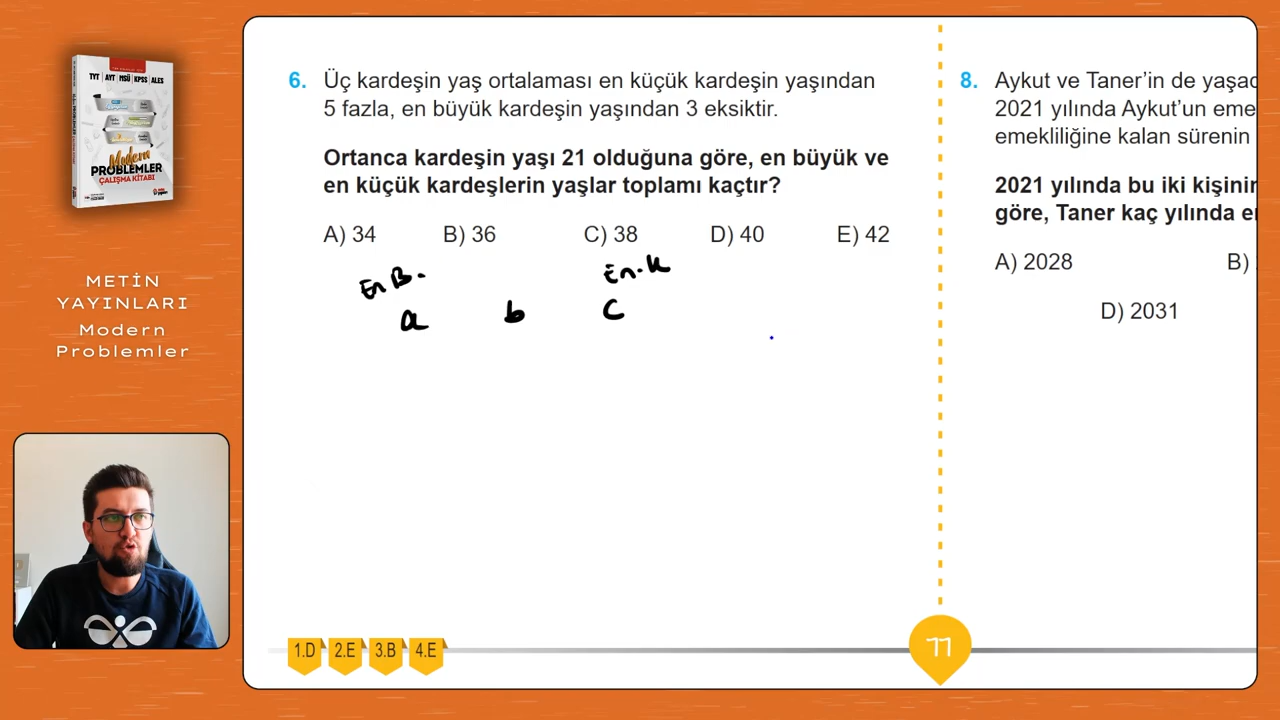 TYT | AYT | MSÜ | KPSS | ALES
Modern
PROBLEMLER
ÇALIŞMA KİTABI
METİN
YAYINLARI
Modern
Problemler
6. Üç kardeşin yaş ortalaması en küçük kardeşin yaşından
5 fazla, en büyük kardeşin yaşından 3 eksiktir.
Ortanca kardeşin yaşı 21 olduğuna göre, en büyük ve
en küçük kardeşlerin yaşlar toplamı kaçtır?
A) 34 B) 36 C) 38 D) 40 E) 42
En B. En.K
a b c
1.D 2.E 3.B 4.E
77
8. Aykut ve Taner'in de yaşad
2021 yılında Aykut'un eme
emekliliğine kalan sürenin
2021 yılında bu iki kişinin
göre, Taner kaç yılında e
A) 2028 B)
D) 2031